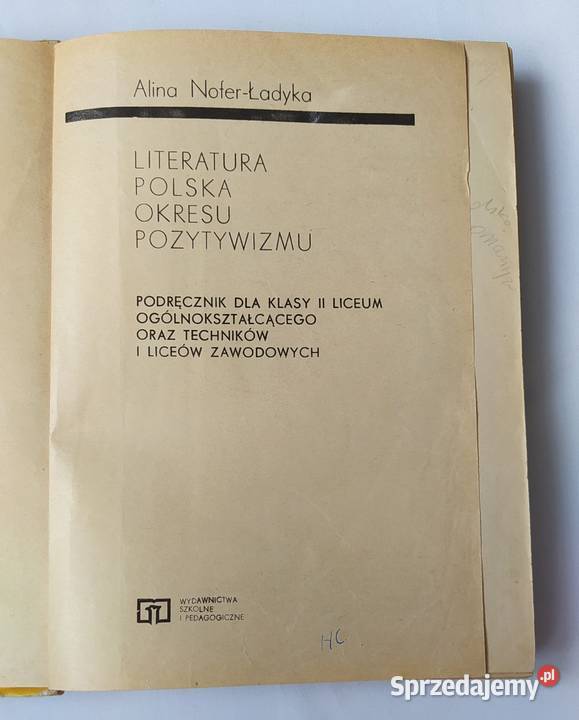 Alina Nofer-Ładyka
LITERATURA
POLSKA
OKRESU
POZYTYWIZMU
PODRĘCZNIK DLA KLASY II LICEUM
OGÓLNOKSZTAŁCĄCEGO
ORAZ TECHNIKÓW
I LICEÓW ZAWODOWYCH
WYDAWNICTWA
SZKOLNE
I PEDAGOGICZNE
HC
Sprzedajemy.pl